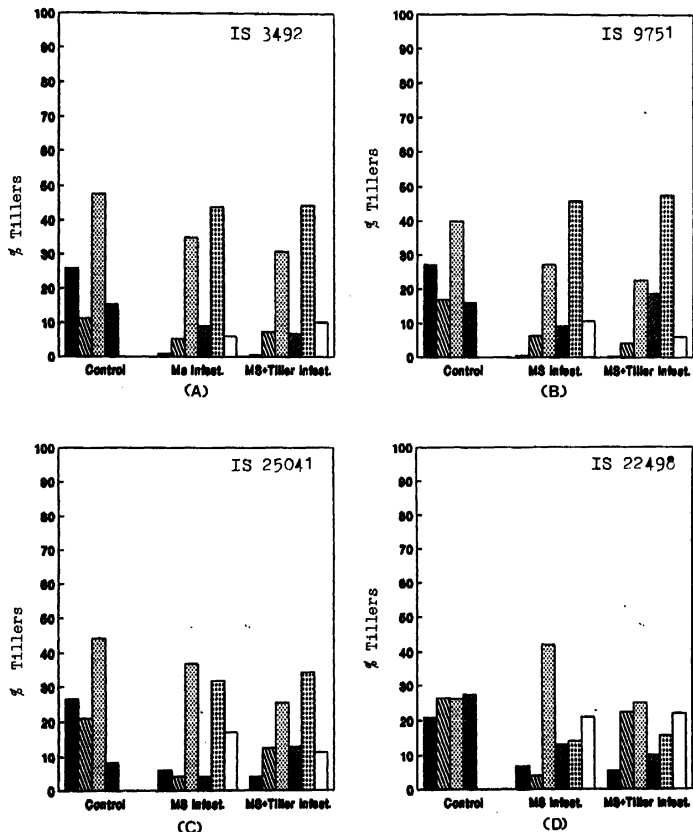 IS 3492
100
90
80
70
60
50
40
30
20
10
0
% Tillers
Control Ms Infest. MS+Tiller Infest.
(A)
IS 9751
100
90
80
70
60
50
40
30
20
10
0
% Tillers
Control MS Infest. MS+Tiller Infest.
(B)
IS 25041
100
90
80
70
60
50
40
30
20
10
0
% Tillers
Control MS Infest. MS+Tiller Infest.
(C)
IS 22498
100
90
80
70
60
50
40
30
20
10
0
% Tillers
Control MS Infest. MS+Tiller Infest.
(D)